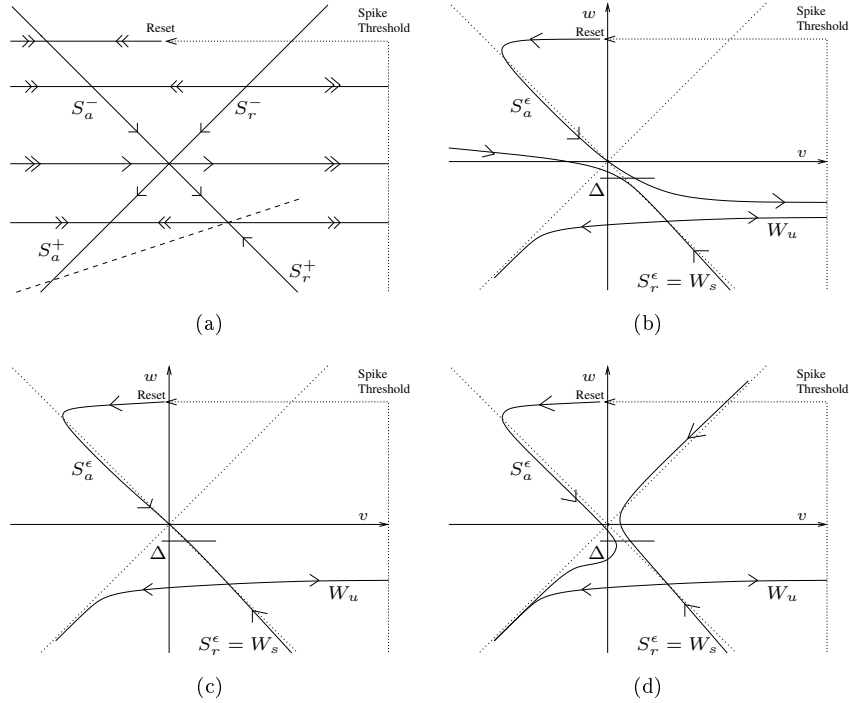 Spike
Threshold
Reset
S_a^-
S_r^-
S_a^+
S_r^+
(a)
w
Spike
Threshold
Reset
S_a^ϵ
v
Δ
W_u
S_r^ϵ = W_s
(b)
w
Spike
Threshold
Reset
S_a^ϵ
v
Δ
W_u
S_r^ϵ = W_s
(c)
w
Spike
Threshold
Reset
S_a^ϵ
v
Δ
W_u
S_r^ϵ = W_s
(d)